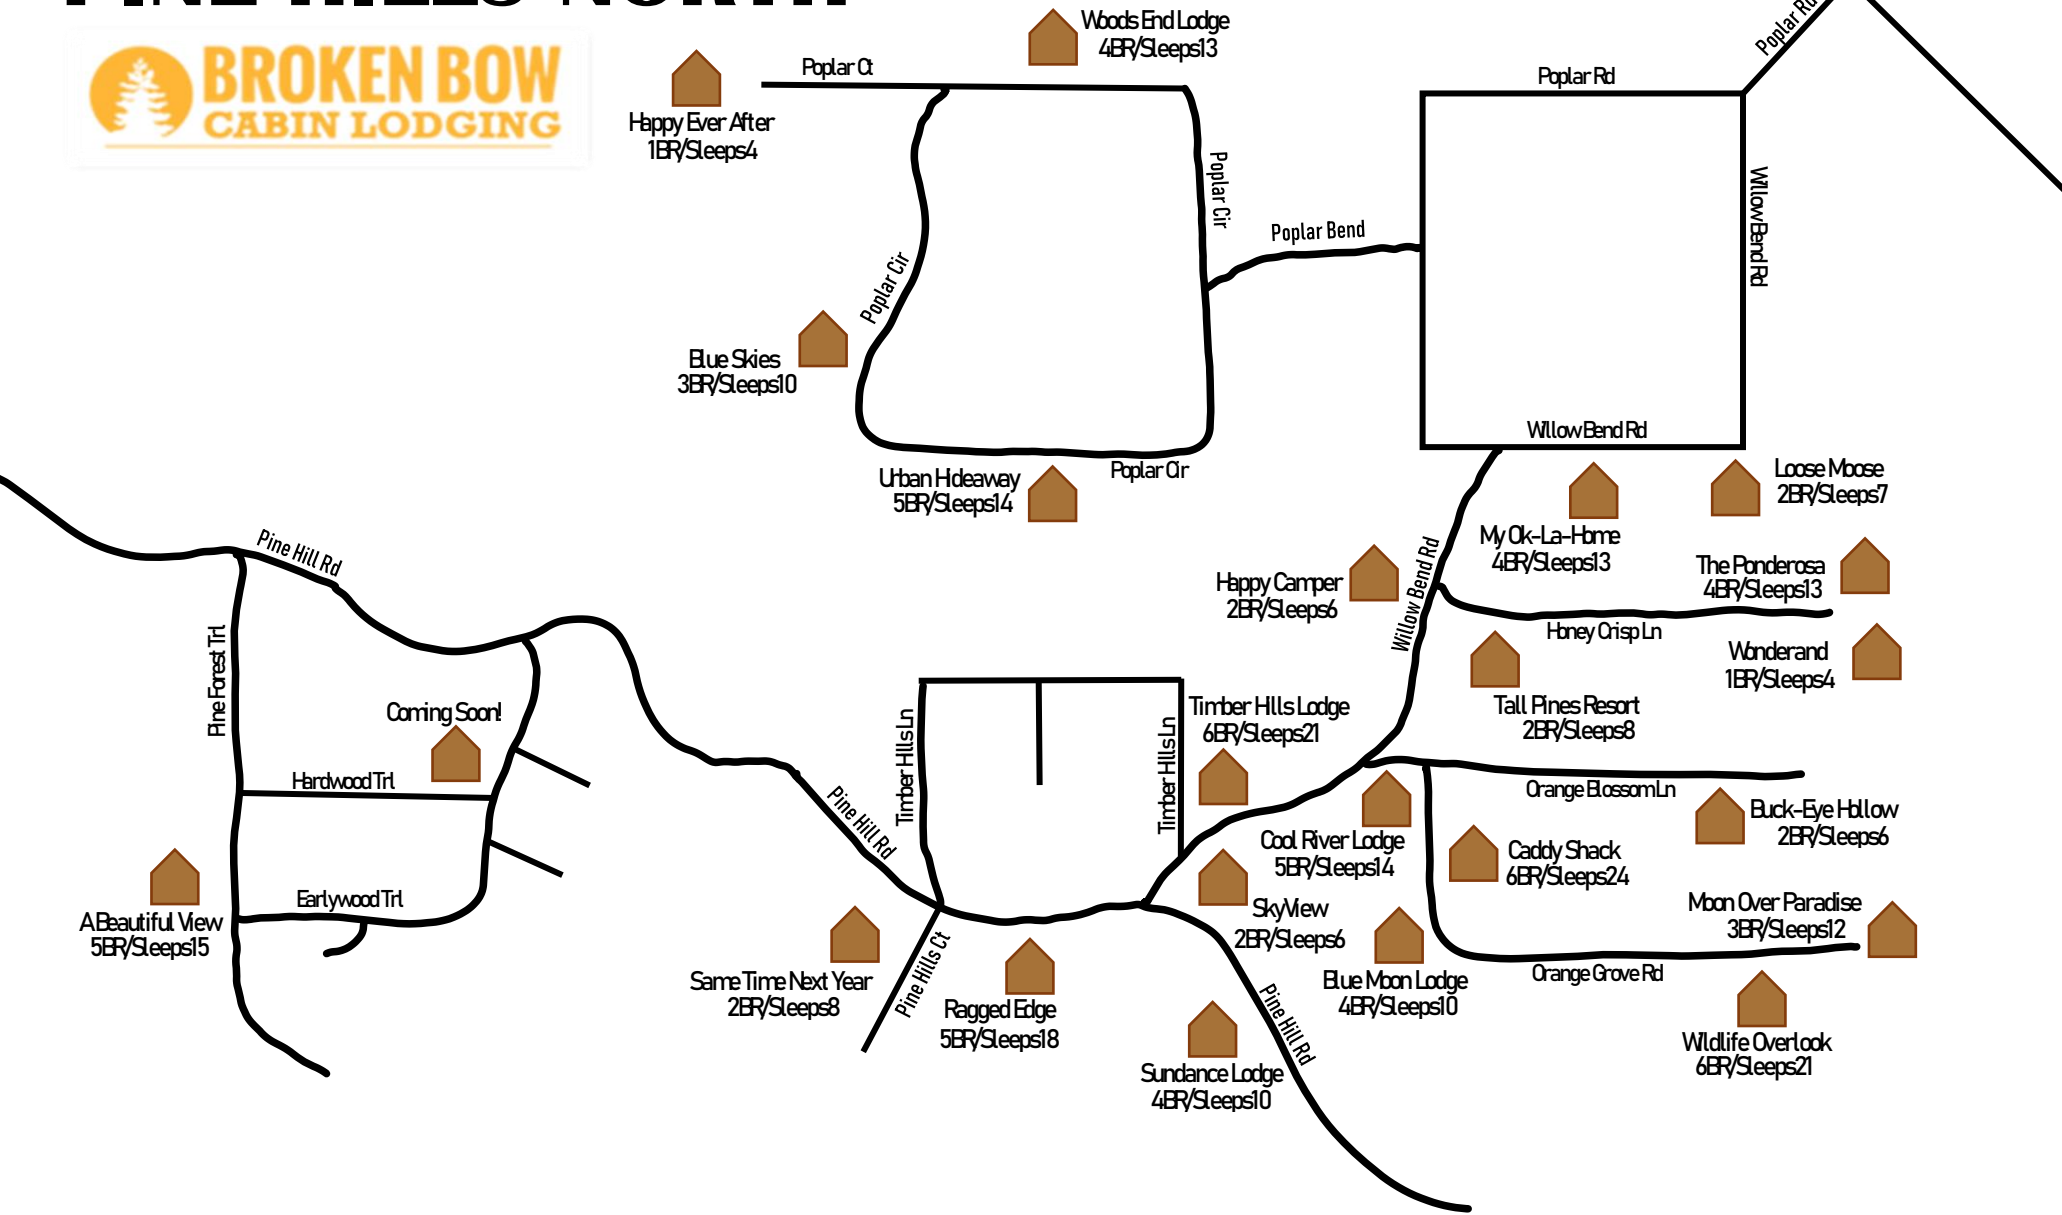 PINE HILLS NORTH
BROKEN BOW
CABIN LODGING
Happy Ever After
1BR/Sleeps4
Poplar Ct
Woods End Lodge
4BR/Sleeps13
Poplar Rd
Poplar Rd
Poplar Cir
Poplar Cir
Poplar Bend
Willow Bend Rd
Blue Skies
3BR/Sleeps10
Urban Hideaway
5BR/Sleeps14
Poplar Cir
Willow Bend Rd
Loose Moose
2BR/Sleeps7
My Ok-La-Home
4BR/Sleeps13
The Ponderosa
4BR/Sleeps13
Happy Camper
2BR/Sleeps6
Willow Bend Rd
Honey Crisp Ln
Wonderand
1BR/Sleeps4
Tall Pines Resort
2BR/Sleeps8
Pine Hill Rd
Pine Forest Trl
Coming Soon!
Hardwood Trl
Earlywood Trl
A Beautiful View
5BR/Sleeps15
Pine Hill Rd
Timber Hills Ln
Timber Hills Ln
Timber Hills Lodge
6BR/Sleeps21
Orange Blossom Ln
Buck-Eye Hollow
2BR/Sleeps6
Cool River Lodge
5BR/Sleeps14
Caddy Shack
6BR/Sleeps24
SkyView
2BR/Sleeps6
Moon Over Paradise
3BR/Sleeps12
Blue Moon Lodge
4BR/Sleeps10
Orange Grove Rd
Wildlife Overlook
6BR/Sleeps21
Same Time Next Year
2BR/Sleeps8
Pine Hills Ct
Ragged Edge
5BR/Sleeps18
Pine Hill Rd
Sundance Lodge
4BR/Sleeps10